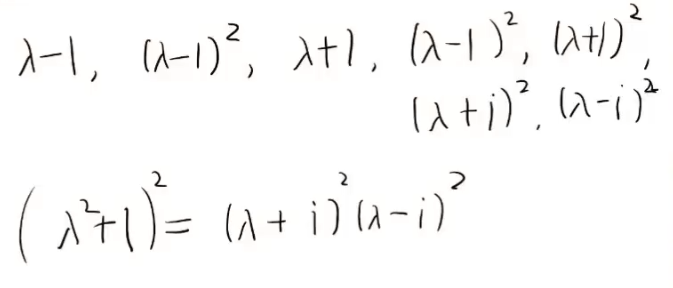 λ-1, (λ-1)², λ+1, (λ-1)², (λ+1)²,
(λ+i)², (λ-i)²
(λ²+1)² = (λ+i)²(λ-i)²